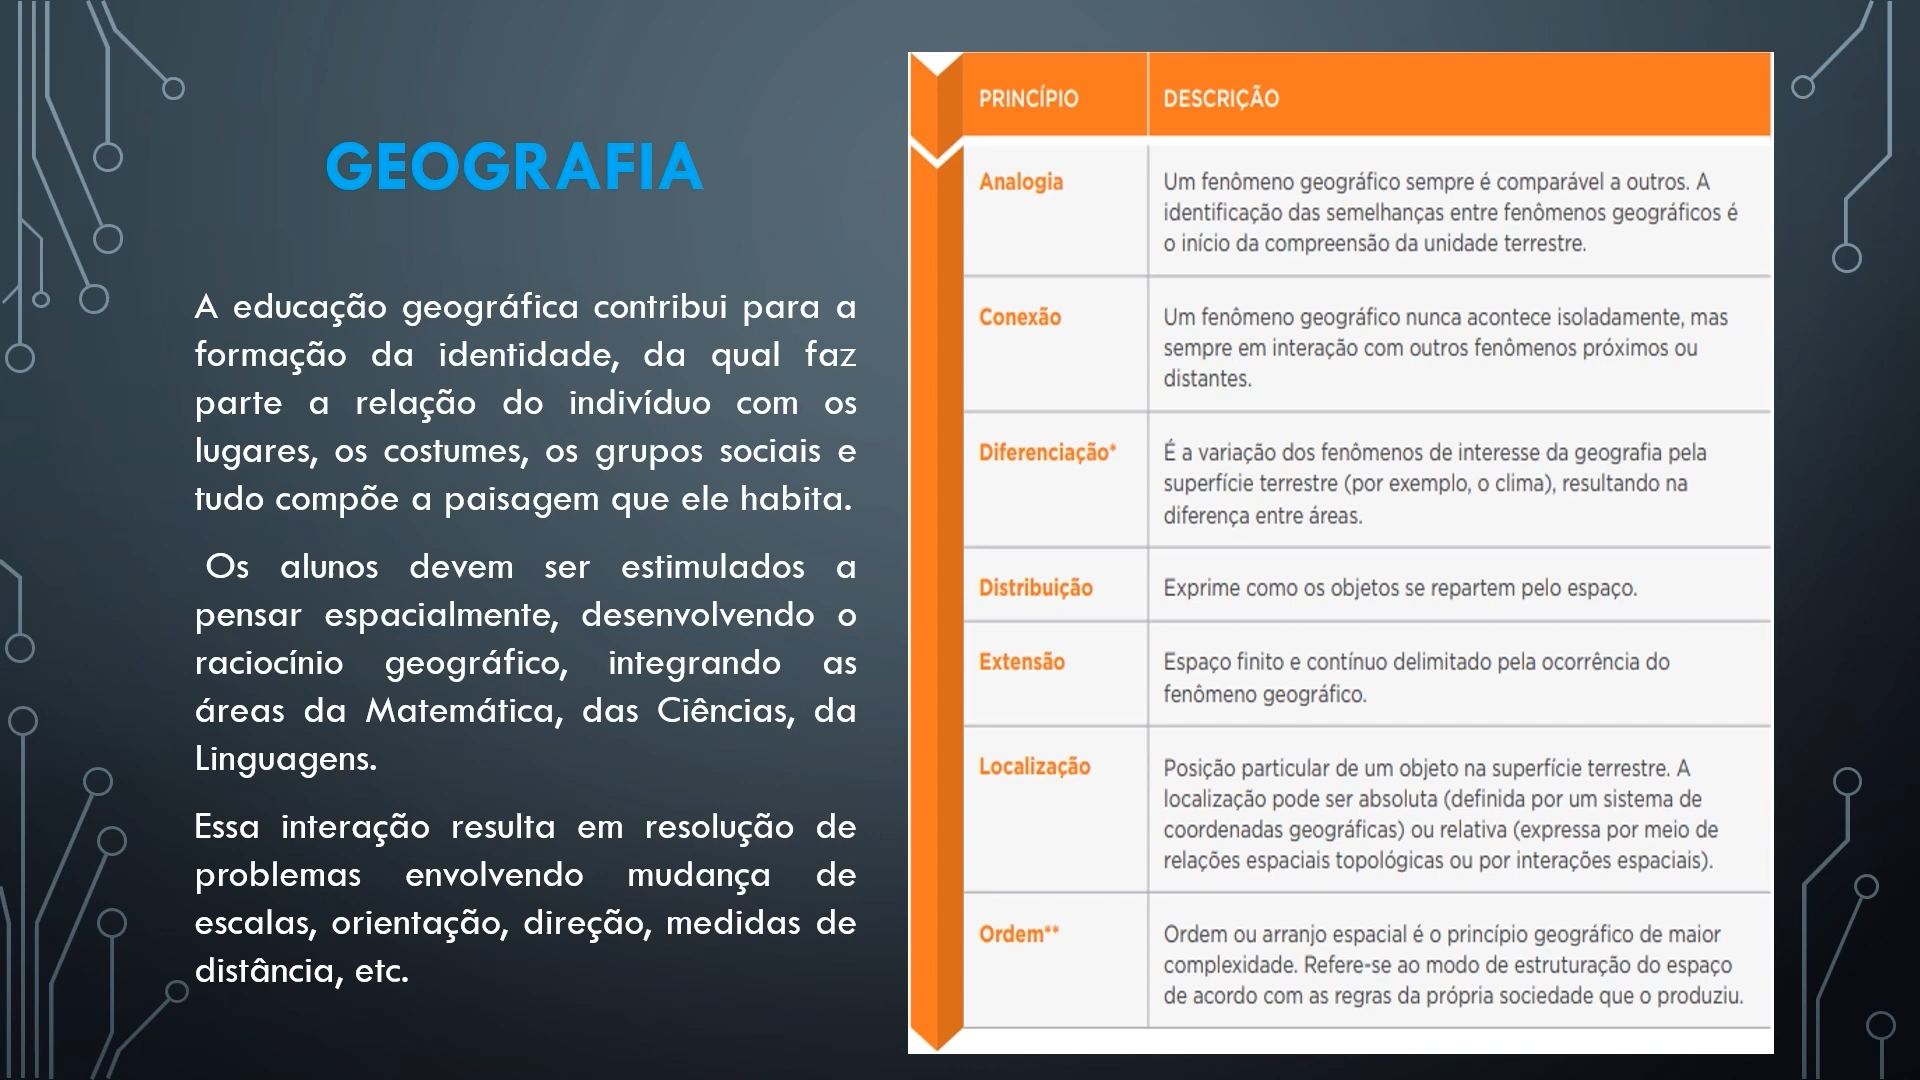 GEOGRAFIA
A educação geográfica contribui para a
formação da identidade, da qual faz
parte a relação do indivíduo com os
lugares, os costumes, os grupos sociais e
tudo compõe a paisagem que ele habita.
Os alunos devem ser estimulados a
pensar espacialmente, desenvolvendo o
raciocínio geográfico, integrando as
áreas da Matemática, das Ciências, da
Linguagens.
Essa interação resulta em resolução de
problemas envolvendo mudança de
escalas, orientação, direção, medidas de
distância, etc.
PRINCÍPIO DESCRIÇÃO
Analogia Um fenômeno geográfico sempre é comparável a outros. A
identificação das semelhanças entre fenômenos geográficos é
o início da compreensão da unidade terrestre.
Conexão Um fenômeno geográfico nunca acontece isoladamente, mas
sempre em interação com outros fenômenos próximos ou
distantes.
Diferenciação* É a variação dos fenômenos de interesse da geografia pela
superfície terrestre (por exemplo, o clima), resultando na
diferença entre áreas.
Distribuição Exprime como os objetos se repartem pelo espaço.
Extensão Espaço finito e contínuo delimitado pela ocorrência do
fenômeno geográfico.
Localização Posição particular de um objeto na superfície terrestre. A
localização pode ser absoluta (definida por um sistema de
coordenadas geográficas) ou relativa (expressa por meio de
relações espaciais topológicas ou por interações espaciais).
Ordem** Ordem ou arranjo espacial é o princípio geográfico de maior
complexidade. Refere-se ao modo de estruturação do espaço
de acordo com as regras da própria sociedade que o produziu.